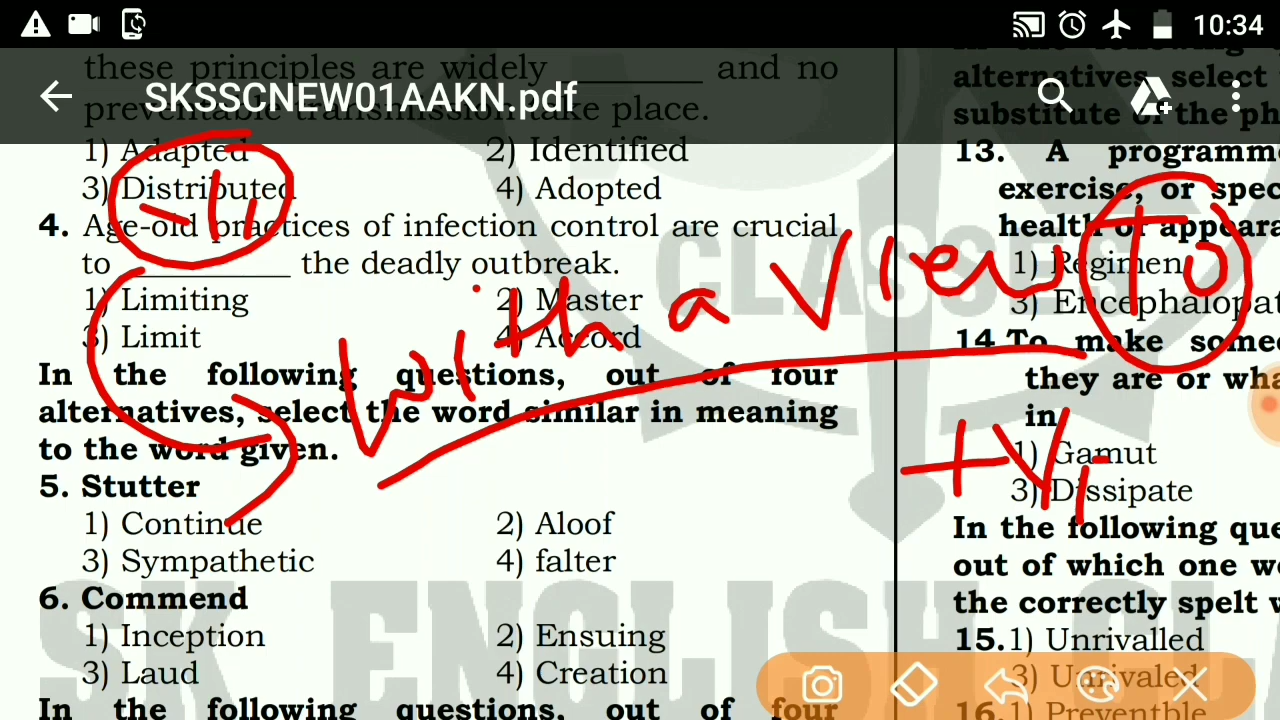 10:34
SKSSCNEW01AAKN.pdf
these principles are widely ________ and no
preventable transmission take place.
1) Adapted 2) Identified
3) Distributed 4) Adopted
4. Age-old practices of infection control are crucial
to __________ the deadly outbreak.
1) Limiting 2) Master
3) Limit 4) Accord
In the following questions, out of four
alternatives, select the word similar in meaning
to the word given.
5. Stutter
1) Continue 2) Aloof
3) Sympathetic 4) falter
6. Commend
1) Inception 2) Ensuing
3) Laud 4) Creation
In the following questions, out of four
alternatives, select
substitute of the ph
13. A programm
exercise, or spec
health or appeara
1) Regimen
3) Encephalopat
14 To make some
they are or wha
in
1) Gamut
3) Dissipate
In the following que
out of which one w
the correctly spelt
15. 1) Unrivalled
3) Unrivaled
16. 1) Preventble
with a view To
+V1
CLASSES
SK ENGLISH CL